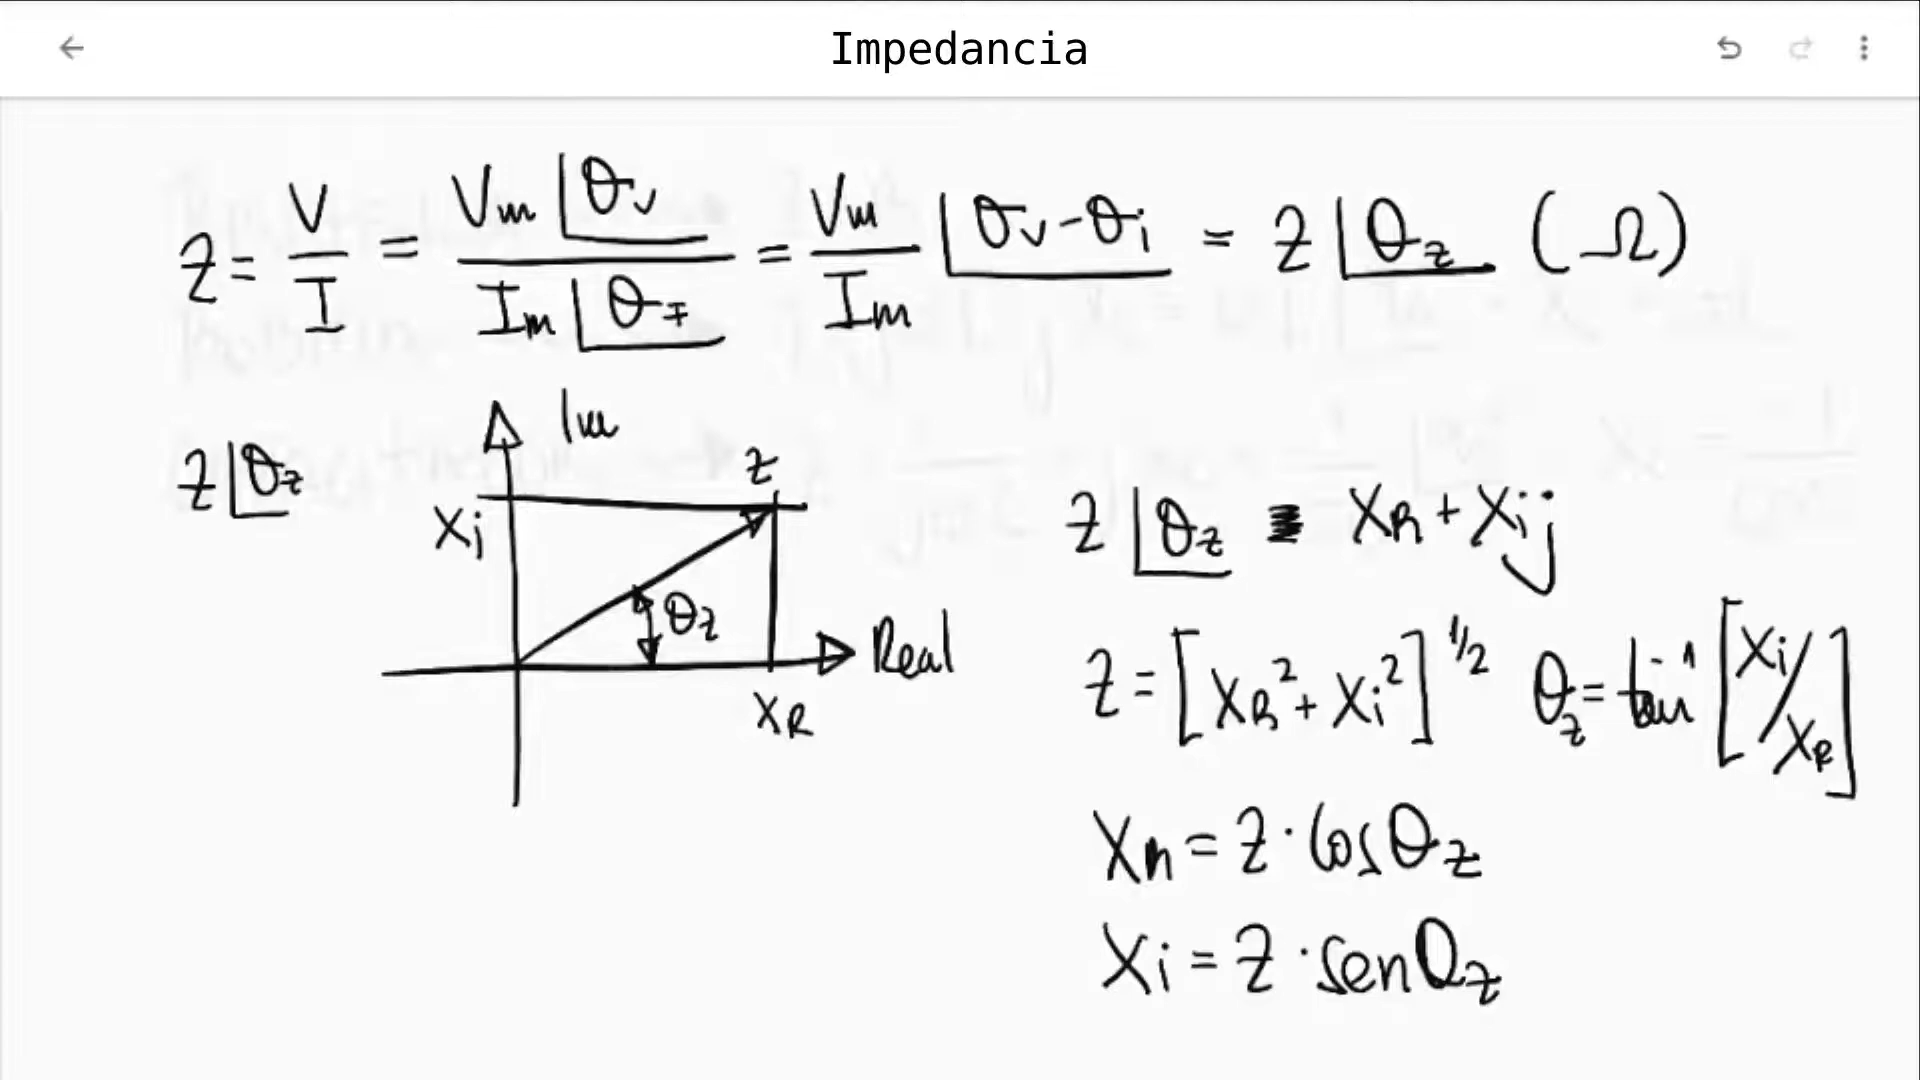 Impedancia
Z = V/I = Vm∠θv / Im∠θI = Vm/Im ∠θv-θi = Z∠θz (Ω)
Z∠θz
Im
Z
Xi
θz
Real
XR
Z∠θz ≡ XR + Xij
Z = [XR² + Xi²]^1/2 θz = tan⁻¹[Xi/XR]
XR = Z · Cos θz
Xi = Z · sen θz